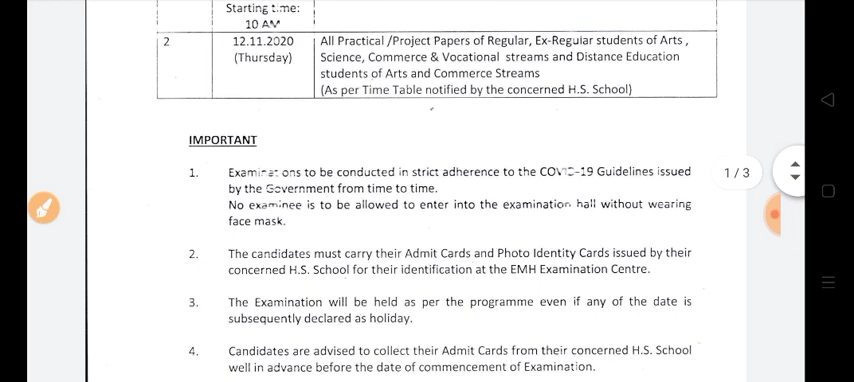 Starting time:
10 AM
2
12.11.2020
(Thursday)
All Practical /Project Papers of Regular, Ex-Regular students of Arts ,
Science, Commerce & Vocational streams and Distance Education
students of Arts and Commerce Streams
(As per Time Table notified by the concerned H.S. School)
IMPORTANT
1. Examinations to be conducted in strict adherence to the COVID-19 Guidelines issued
by the Government from time to time.
No examinee is to be allowed to enter into the examination hall without wearing
face mask.
2. The candidates must carry their Admit Cards and Photo Identity Cards issued by their
concerned H.S. School for their identification at the EMH Examination Centre.
3. The Examination will be held as per the programme even if any of the date is
subsequently declared as holiday.
4. Candidates are advised to collect their Admit Cards from their concerned H.S. School
well in advance before the date of commencement of Examination.
1 / 3